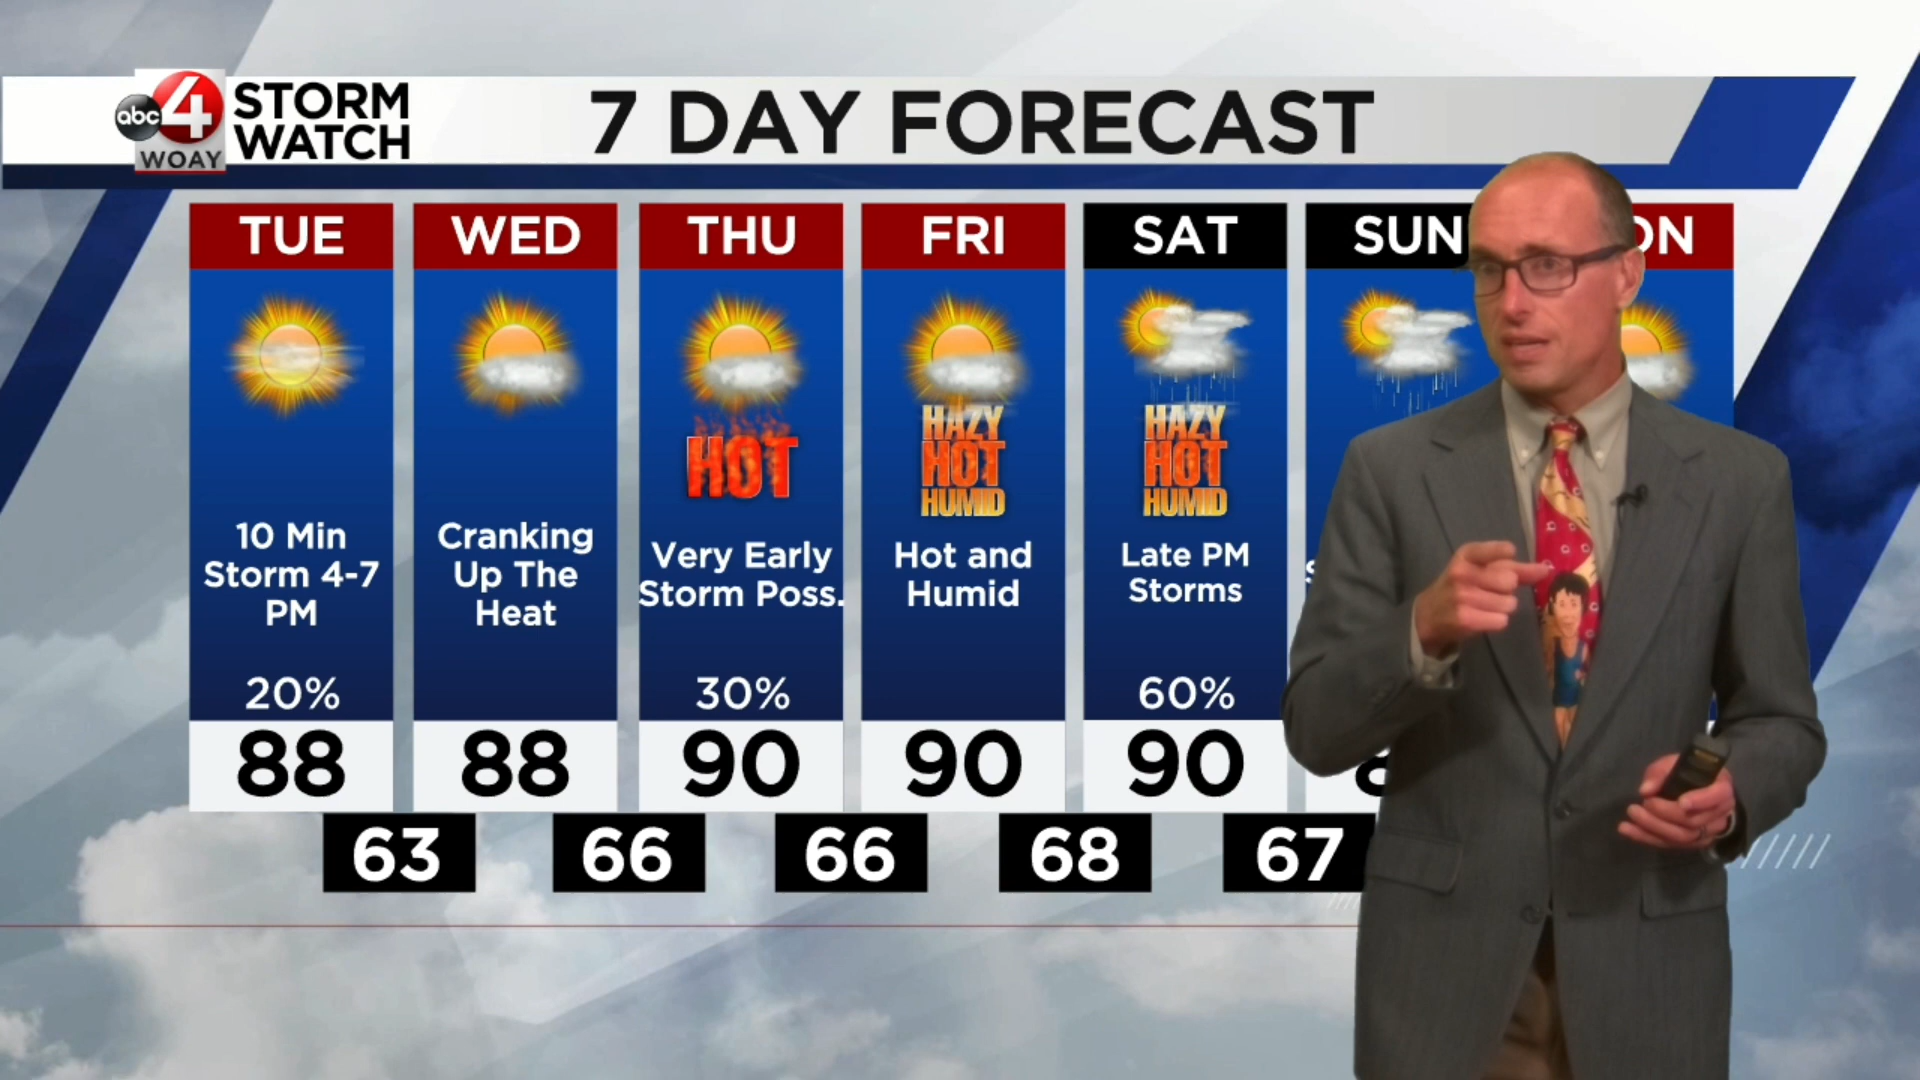 abc 4
WOAY
STORM
WATCH
7 DAY FORECAST
TUE
WED
THU
FRI
SAT
SUN
HOT
HAZY
HOT
HUMID
HAZY
HOT
HUMID
10 Min
Storm 4-7
PM
20%
Cranking
Up The
Heat
Very Early
Storm Poss.
30%
Hot and
Humid
Late PM
Storms
60%
88
88
90
90
90
63
66
66
68
67